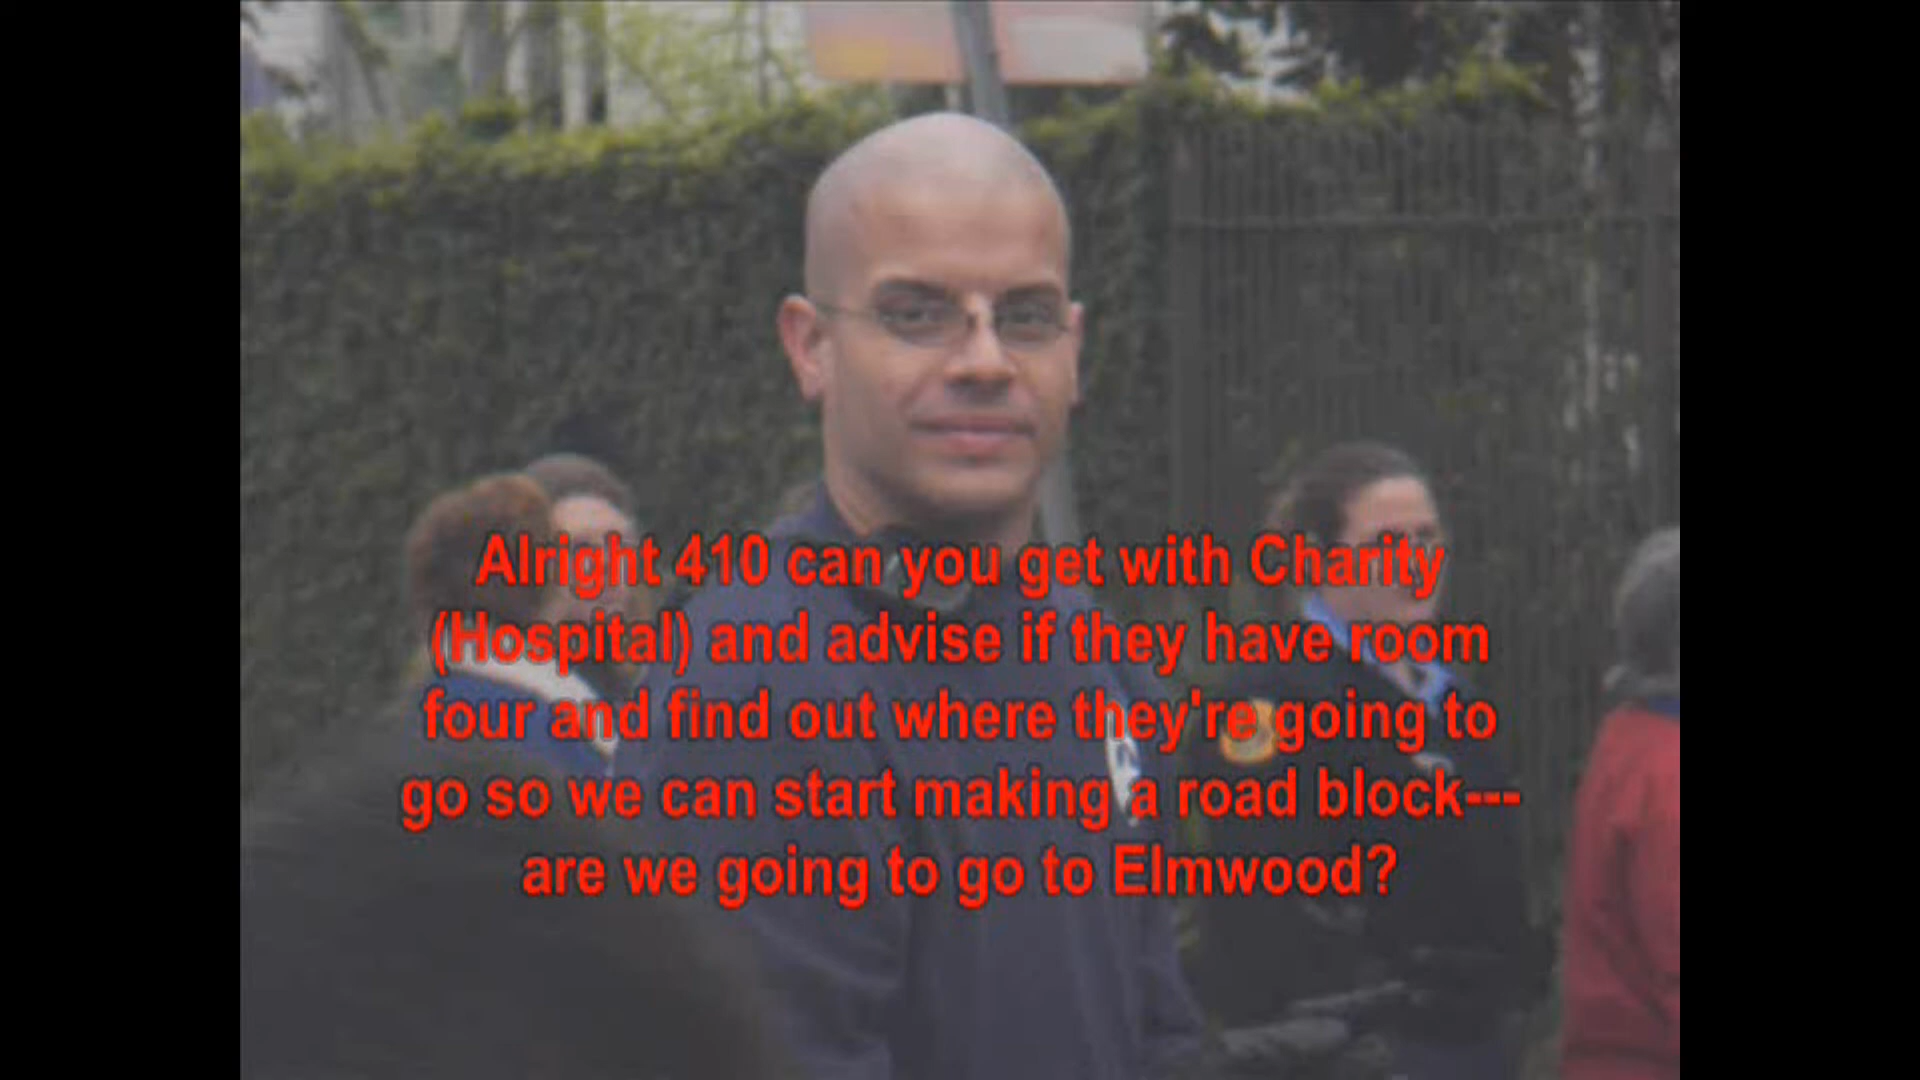 Alright 410 can you get with Charity
(Hospital) and advise if they have room
four and find out where they're going to
go so we can start making a road block---
are we going to go to Elmwood?